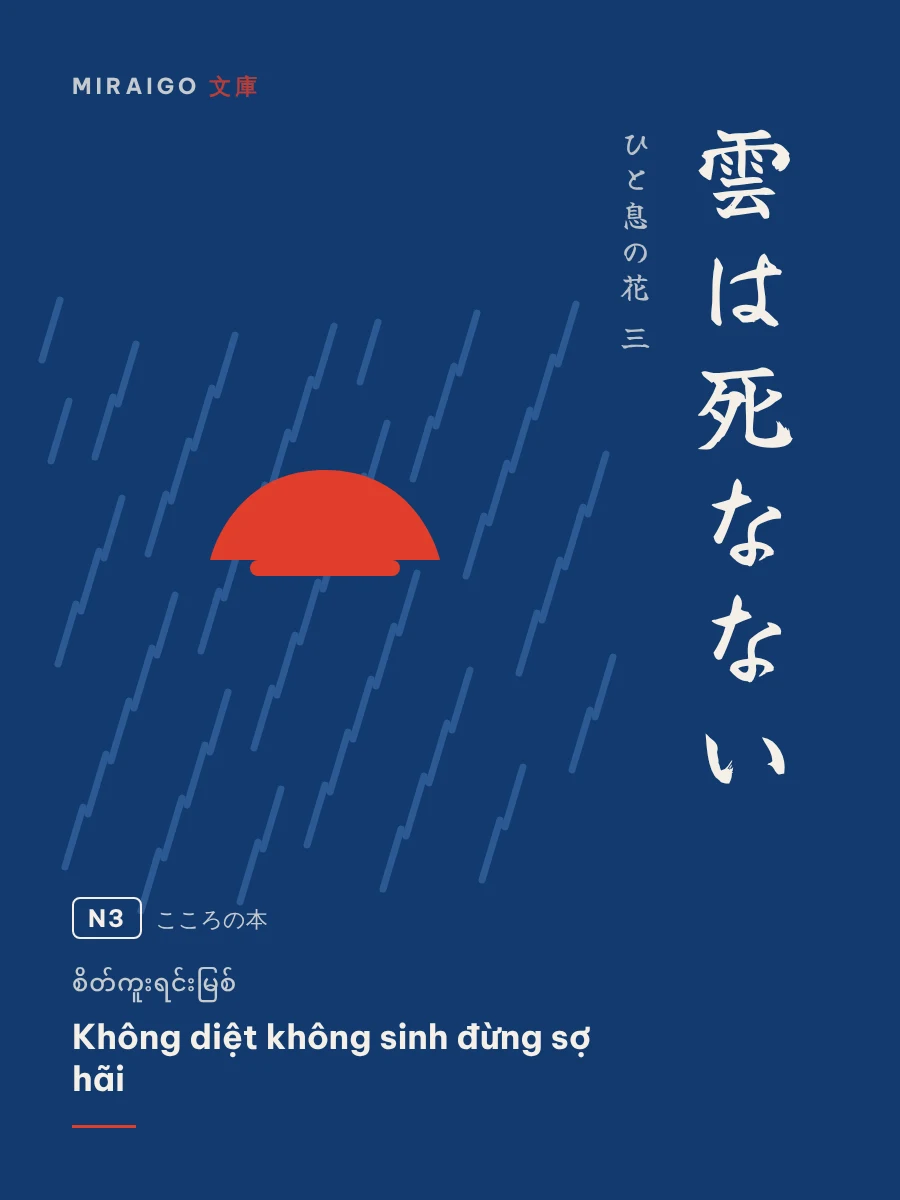 MIRAIGO 文庫
雲は死なない
ひと息の花 三
N3 こころの本
စိတ်ကူးရင်းမြစ်
Không diệt không sinh đừng sợ
hãi